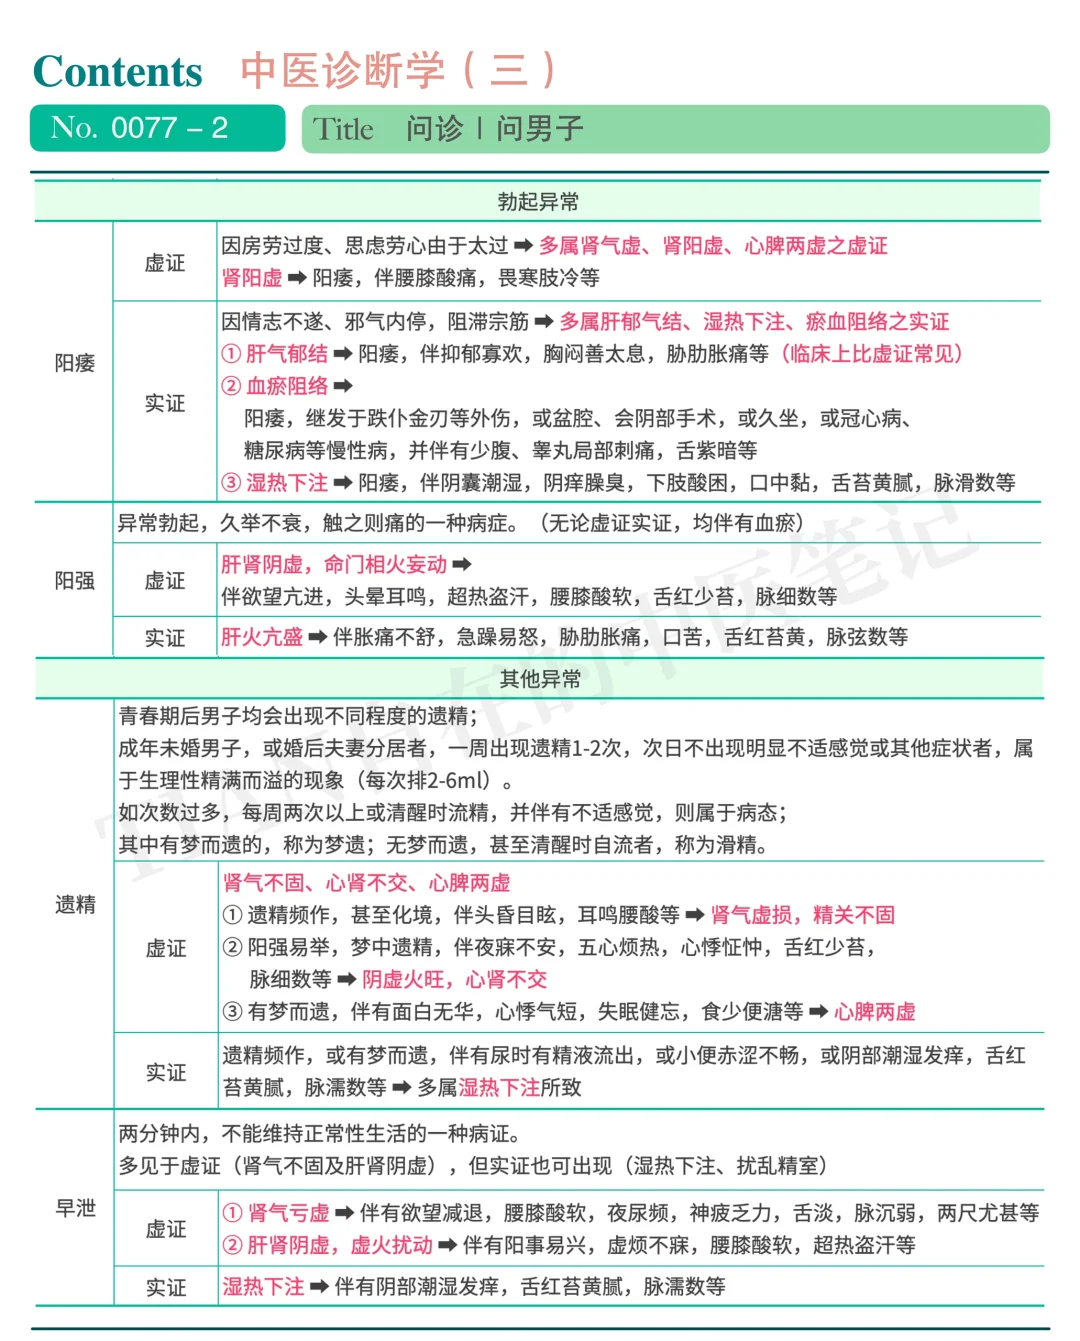 Contents 中医诊断学（三）
No. 0077 – 2 Title 问诊 | 问男子
勃起异常
阳痿
虚证
因房劳过度、思虑劳心由于太过 ➡ 多属肾气虚、肾阳虚、心脾两虚之虚证
肾阳虚 ➡ 阳痿，伴腰膝酸痛，畏寒肢冷等
实证
因情志不遂、邪气内停，阻滞宗筋 ➡ 多属肝郁气结、湿热下注、瘀血阻络之实证
① 肝气郁结 ➡ 阳痿，伴抑郁寡欢，胸闷善太息，胁肋胀痛等（临床上比虚证常见）
② 血瘀阻络 ➡
阳痿，继发于跌仆金刃等外伤，或盆腔、会阴部手术，或久坐，或冠心病、
糖尿病等慢性病，并伴有少腹、睾丸局部刺痛，舌紫暗等
③ 湿热下注 ➡ 阳痿，伴阴囊潮湿，阴痒臊臭，下肢酸困，口中黏，舌苔黄腻，脉滑数等
阳强
异常勃起，久举不衰，触之则痛的一种病症。（无论虚证实证，均伴有血瘀）
虚证
肝肾阴虚，命门相火妄动 ➡
伴欲望亢进，头晕耳鸣，超热盗汗，腰膝酸软，舌红少苔，脉细数等
实证
肝火亢盛 ➡ 伴胀痛不舒，急躁易怒，胁肋胀痛，口苦，舌红苔黄，脉弦数等
其他异常
遗精
青春期后男子均会出现不同程度的遗精；
成年未婚男子，或婚后夫妻分居者，一周出现遗精1-2次，次日不出现明显不适感觉或其他症状者，属
于生理性精满而溢的现象（每次排2-6ml）。
如次数过多，每周两次以上或清醒时流精，并伴有不适感觉，则属于病态；
其中有梦而遗的，称为梦遗；无梦而遗，甚至清醒时自流者，称为滑精。
虚证
肾气不固、心肾不交、心脾两虚
① 遗精频作，甚至化境，伴头昏目眩，耳鸣腰酸等 ➡ 肾气虚损，精关不固
② 阳强易举，梦中遗精，伴夜寐不安，五心烦热，心悸怔忡，舌红少苔，
脉细数等 ➡ 阴虚火旺，心肾不交
③ 有梦而遗，伴有面白无华，心悸气短，失眠健忘，食少便溏等 ➡ 心脾两虚
实证
遗精频作，或有梦而遗，伴有尿时有精液流出，或小便赤涩不畅，或阴部潮湿发痒，舌红
苔黄腻，脉濡数等 ➡ 多属湿热下注所致
早泄
两分钟内，不能维持正常性生活的一种病证。
多见于虚证（肾气不固及肝肾阴虚），但实证也可出现（湿热下注、扰乱精室）
虚证
① 肾气亏虚 ➡ 伴有欲望减退，腰膝酸软，夜尿频，神疲乏力，舌淡，脉沉弱，两尺尤甚等
② 肝肾阴虚，虚火扰动 ➡ 伴有阳事易兴，虚烦不寐，腰膝酸软，超热盗汗等
实证
湿热下注 ➡ 伴有阴部潮湿发痒，舌红苔黄腻，脉濡数等
TIAN自在的中医笔记